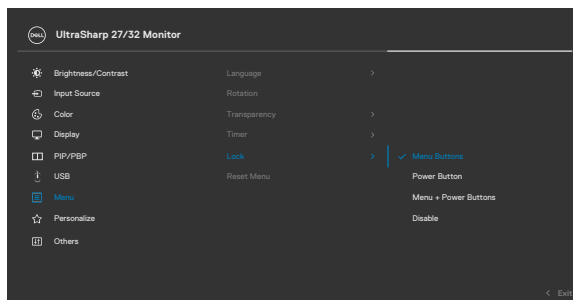 DELL UltraSharp 27/32 Monitor
Brightness/Contrast Language >
Input Source Rotation
Color Transparency >
Display Timer >
PIP/PBP Lock > ✓ Menu Buttons
USB Reset Menu Power Button
Menu Menu + Power Buttons
Personalize Disable
Others
< Exit